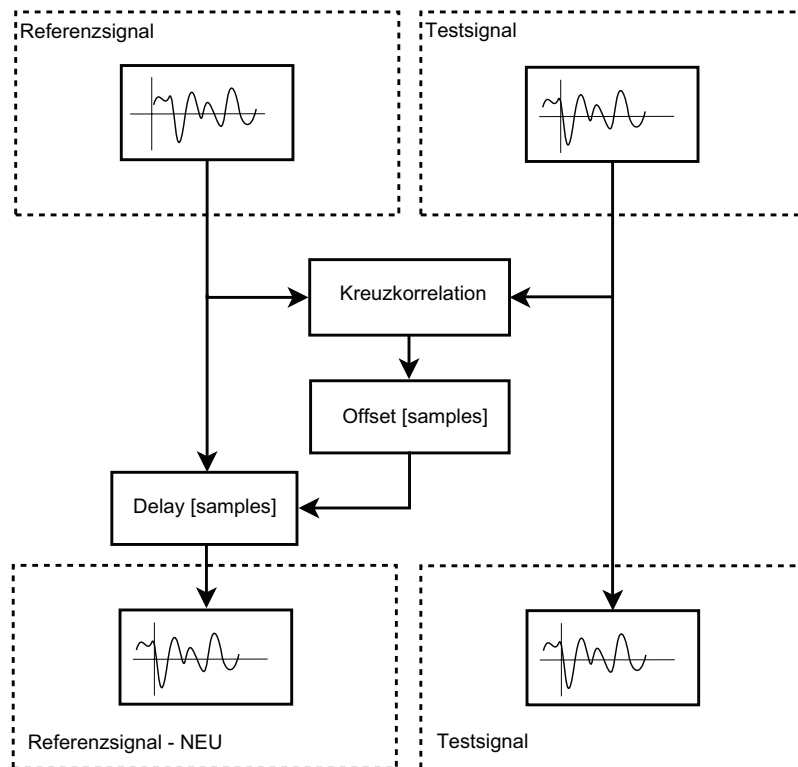 Referenzsignal
Testsignal
Kreuzkorrelation
Offset [samples]
Delay [samples]
Referenzsignal - NEU
Testsignal